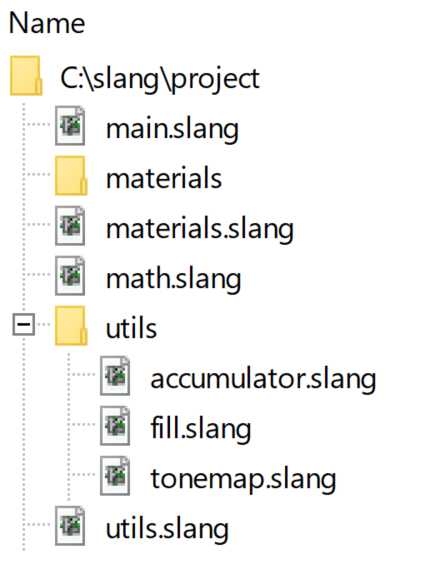 Name
C:\slang\project
main.slang
materials
materials.slang
math.slang
utils
accumulator.slang
fill.slang
tonemap.slang
utils.slang